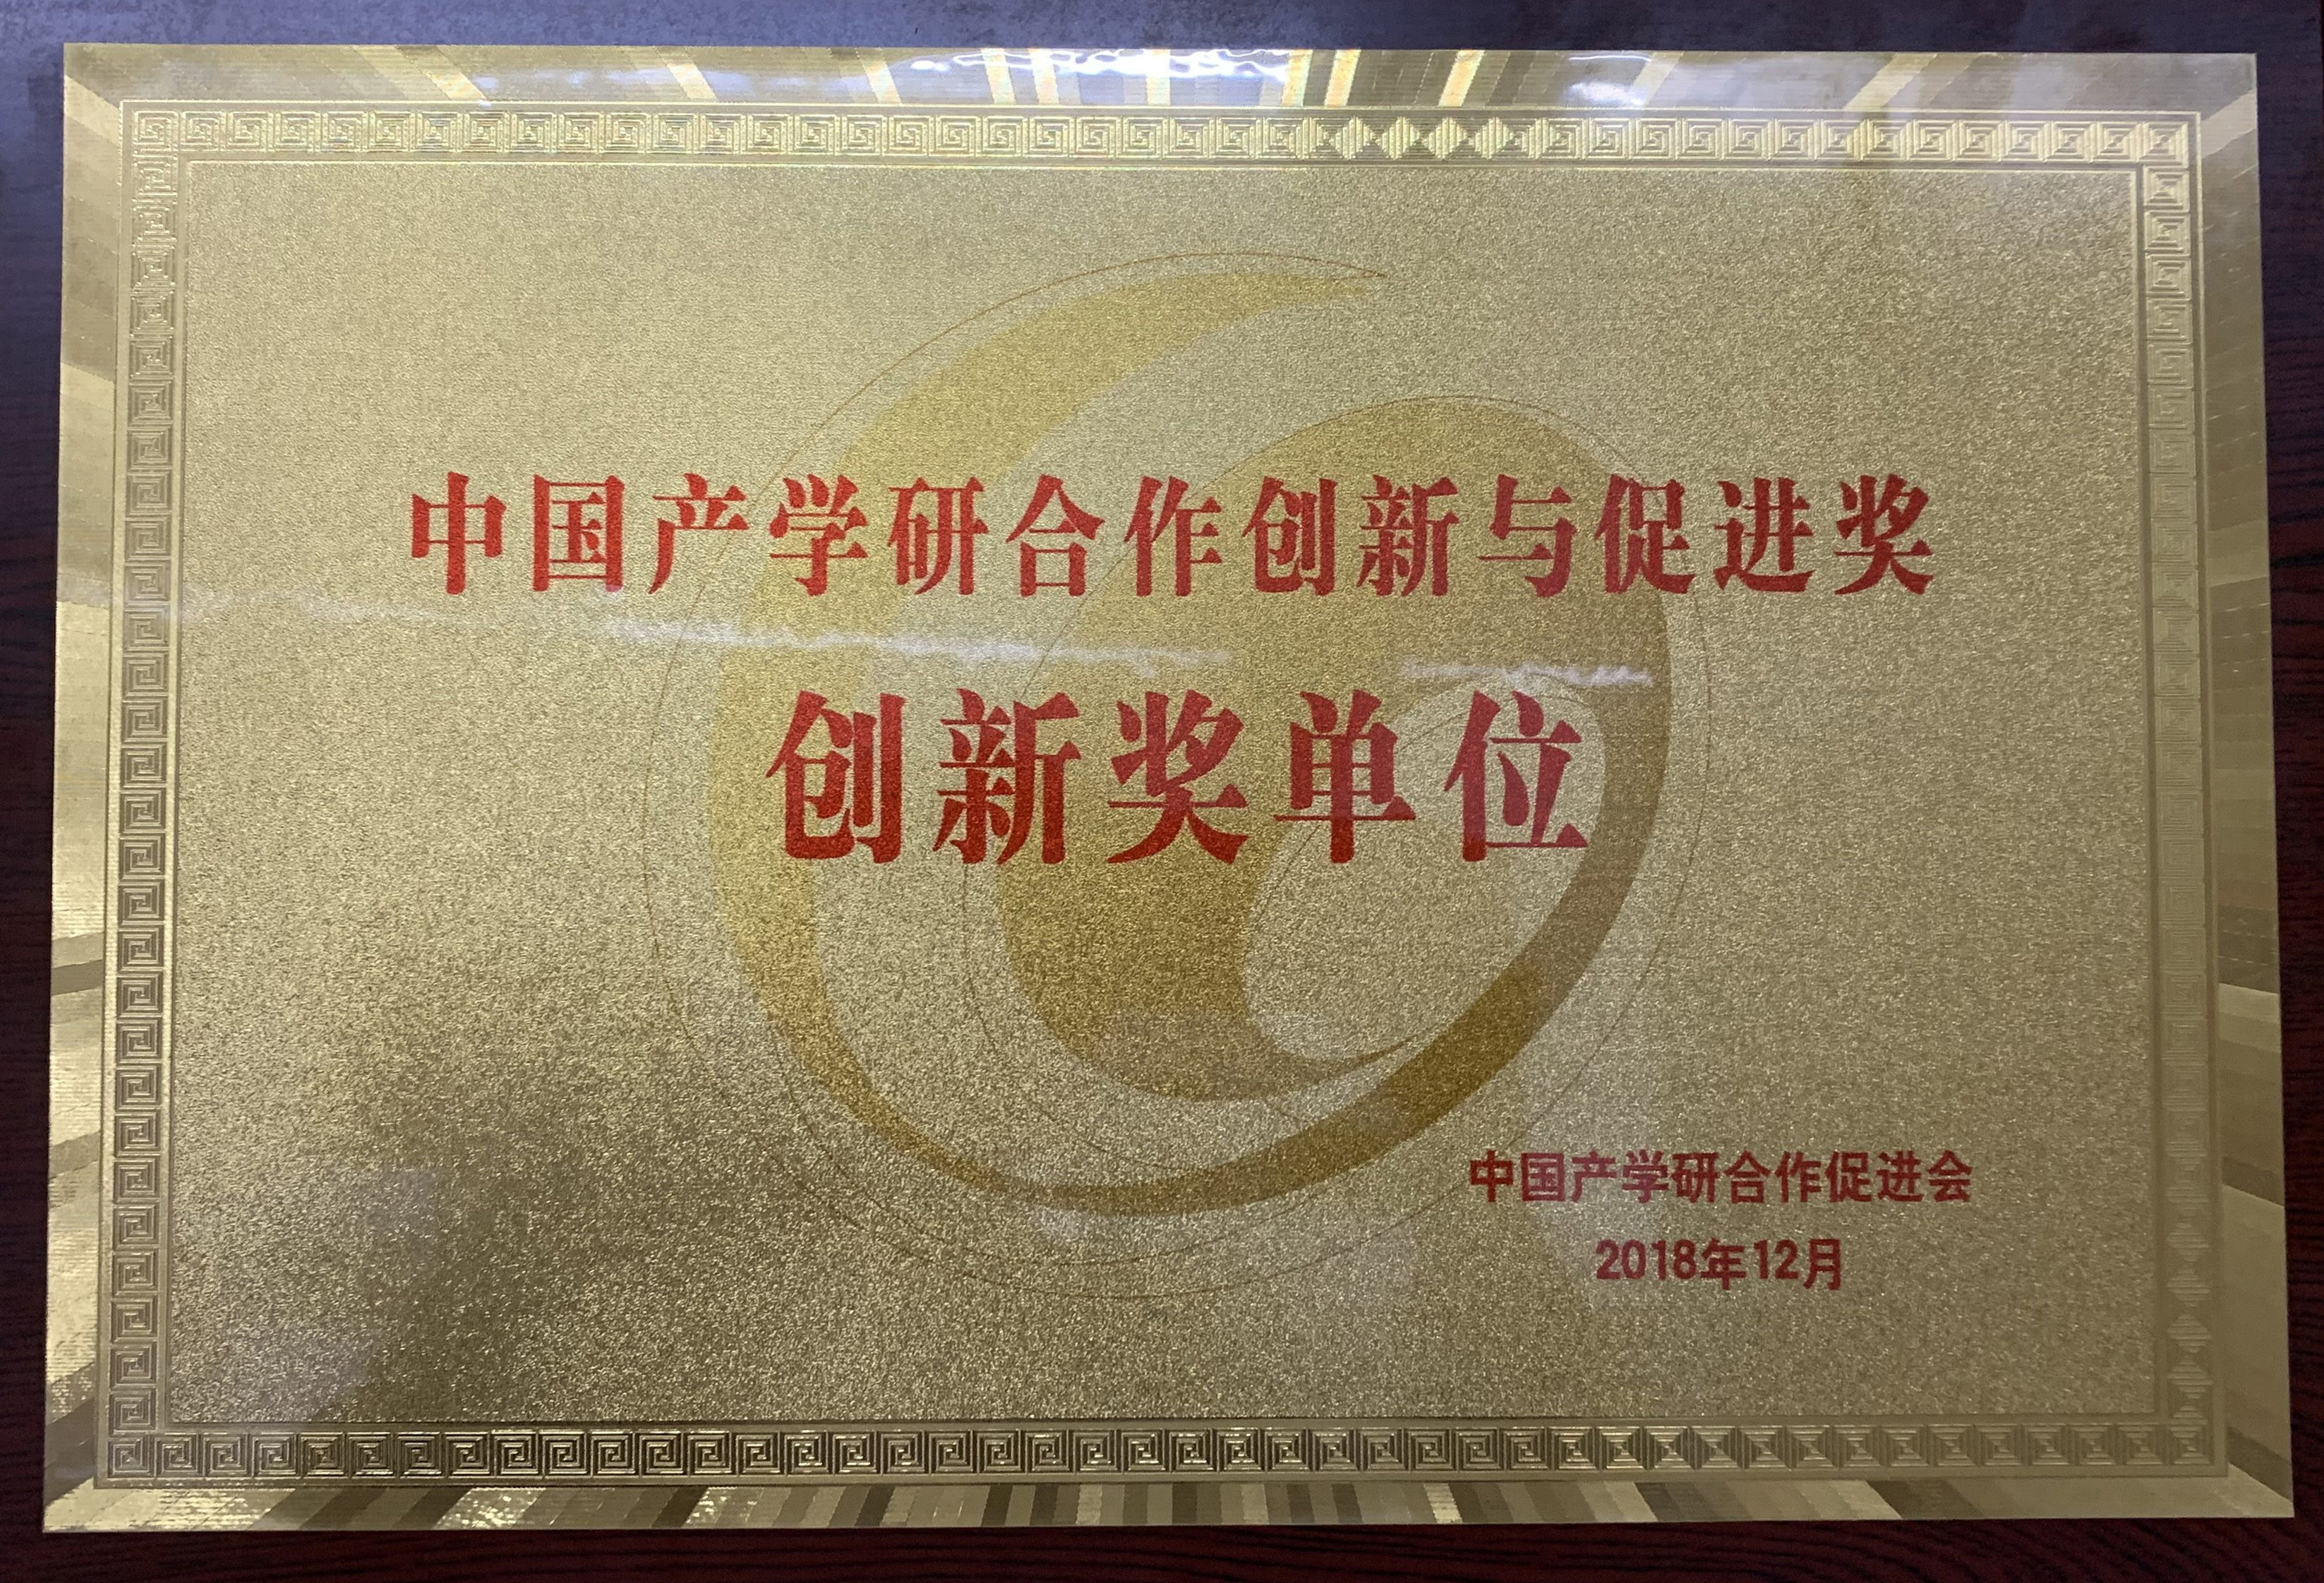 中国产学研合作创新与促进奖
创新奖单位
中国产学研合作促进会
2018年12月